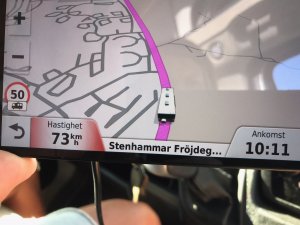 +
-
50
Hastighet
73 km
h
Stenhammar Fröjdeg...
Ankomst
10:11